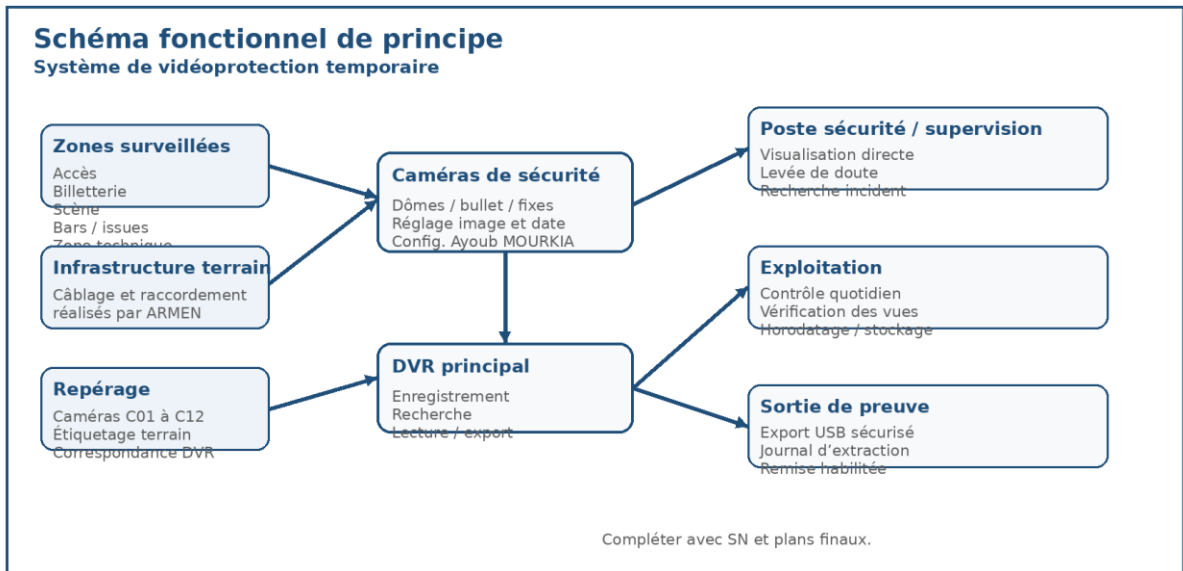 Schéma fonctionnel de principe
Système de vidéoprotection temporaire
Zones surveillées
Accès
Billetterie
Scène
Bars / issues
Zone technique
Infrastructure terrain
Câblage et raccordement
réalisés par ARMEN
Repérage
Caméras C01 à C12
Étiquetage terrain
Correspondance DVR
Caméras de sécurité
Dômes / bullet / fixes
Réglage image et date
Config. Ayoub MOURKIA
DVR principal
Enregistrement
Recherche
Lecture / export
Poste sécurité / supervision
Visualisation directe
Levée de doute
Recherche incident
Exploitation
Contrôle quotidien
Vérification des vues
Horodatage / stockage
Sortie de preuve
Export USB sécurisé
Journal d’extraction
Remise habilitée
Compléter avec SN et plans finaux.